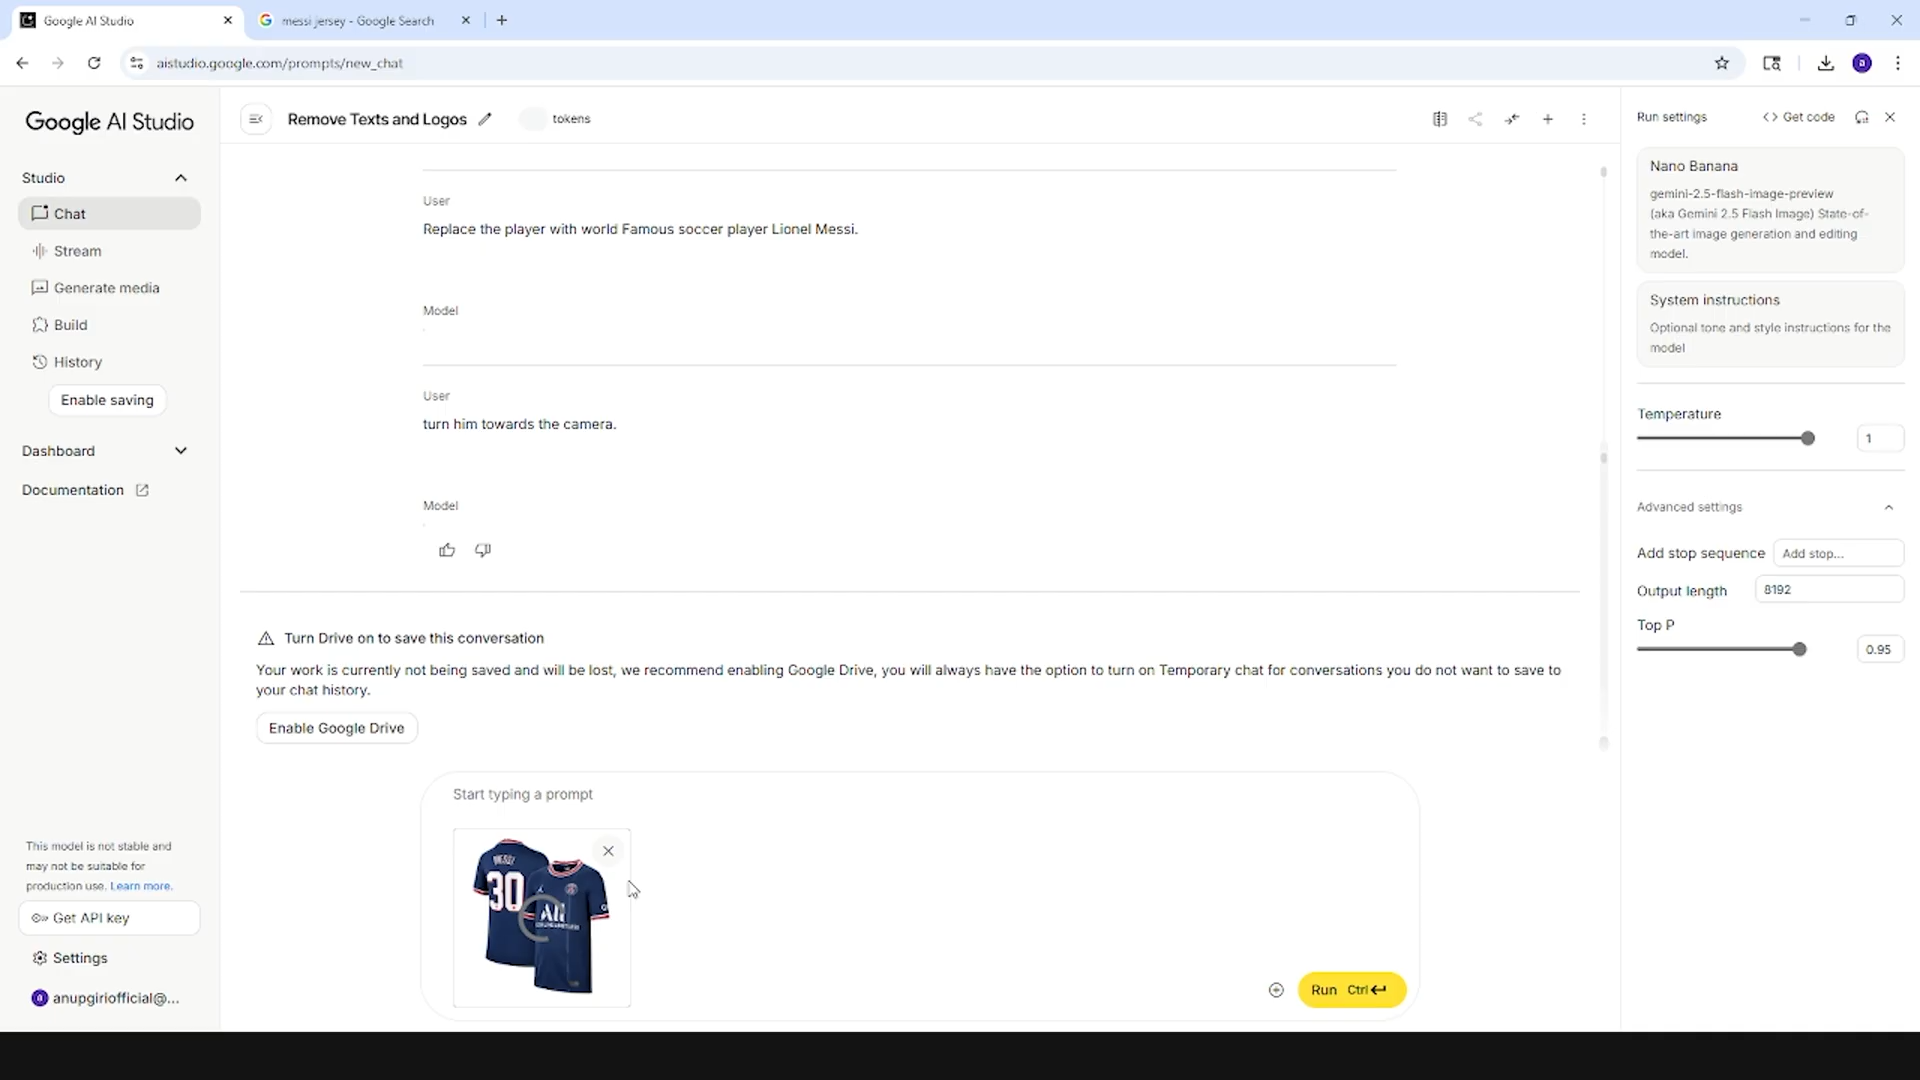 Google AI Studio
messi jersey - Google Search
aistudio.google.com/prompts/new_chat
a
Google AI Studio
Studio
Chat
Stream
Generate media
Build
History
Enable saving
Dashboard
Documentation
This model is not stable and
may not be suitable for
production use. Learn more.
Get API key
Settings
a anupgiriofficial@...
Remove Texts and Logos
tokens
User
Replace the player with world Famous soccer player Lionel Messi.
Model
User
turn him towards the camera.
Model
Turn Drive on to save this conversation
Your work is currently not being saved and will be lost, we recommend enabling Google Drive, you will always have the option to turn on Temporary chat for conversations you do not want to save to
your chat history.
Enable Google Drive
Start typing a prompt
MESSI
30
All
Run Ctrl
Run settings
Get code
Nano Banana
gemini-2.5-flash-image-preview
(aka Gemini 2.5 Flash Image) State-of-
the-art image generation and editing
model.
System instructions
Optional tone and style instructions for the
model
Temperature
1
Advanced settings
Add stop sequence
Add stop...
Output length
8192
Top P
0.95